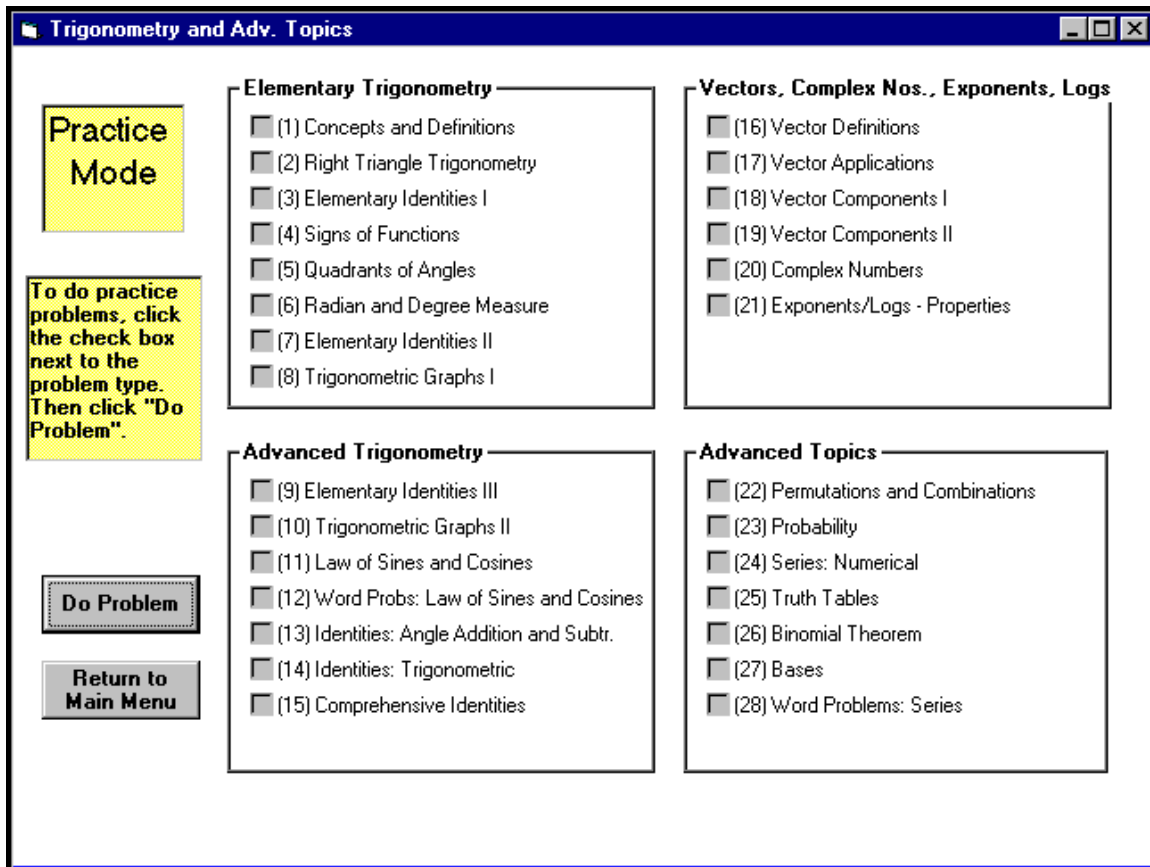 Trigonometry and Adv. Topics
Practice
Mode
To do practice
problems, click
the check box
next to the
problem type.
Then click "Do
Problem".
Do Problem
Return to
Main Menu
Elementary Trigonometry
(1) Concepts and Definitions
(2) Right Triangle Trigonometry
(3) Elementary Identities I
(4) Signs of Functions
(5) Quadrants of Angles
(6) Radian and Degree Measure
(7) Elementary Identities II
(8) Trigonometric Graphs I
Vectors, Complex Nos., Exponents, Logs
(16) Vector Definitions
(17) Vector Applications
(18) Vector Components I
(19) Vector Components II
(20) Complex Numbers
(21) Exponents/Logs - Properties
Advanced Trigonometry
(9) Elementary Identities III
(10) Trigonometric Graphs II
(11) Law of Sines and Cosines
(12) Word Probs: Law of Sines and Cosines
(13) Identities: Angle Addition and Subtr.
(14) Identities: Trigonometric
(15) Comprehensive Identities
Advanced Topics
(22) Permutations and Combinations
(23) Probability
(24) Series: Numerical
(25) Truth Tables
(26) Binomial Theorem
(27) Bases
(28) Word Problems: Series